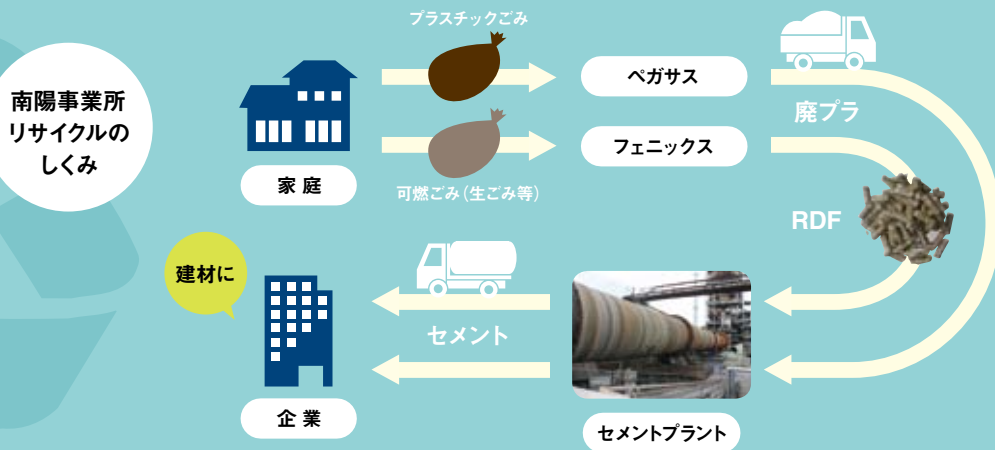 南陽事業所
リサイクルの
しくみ
プラスチックごみ
ペガサス
廃プラ
フェニックス
家庭
可燃ごみ(生ごみ等)
RDF
建材に
セメント
企業
セメントプラント